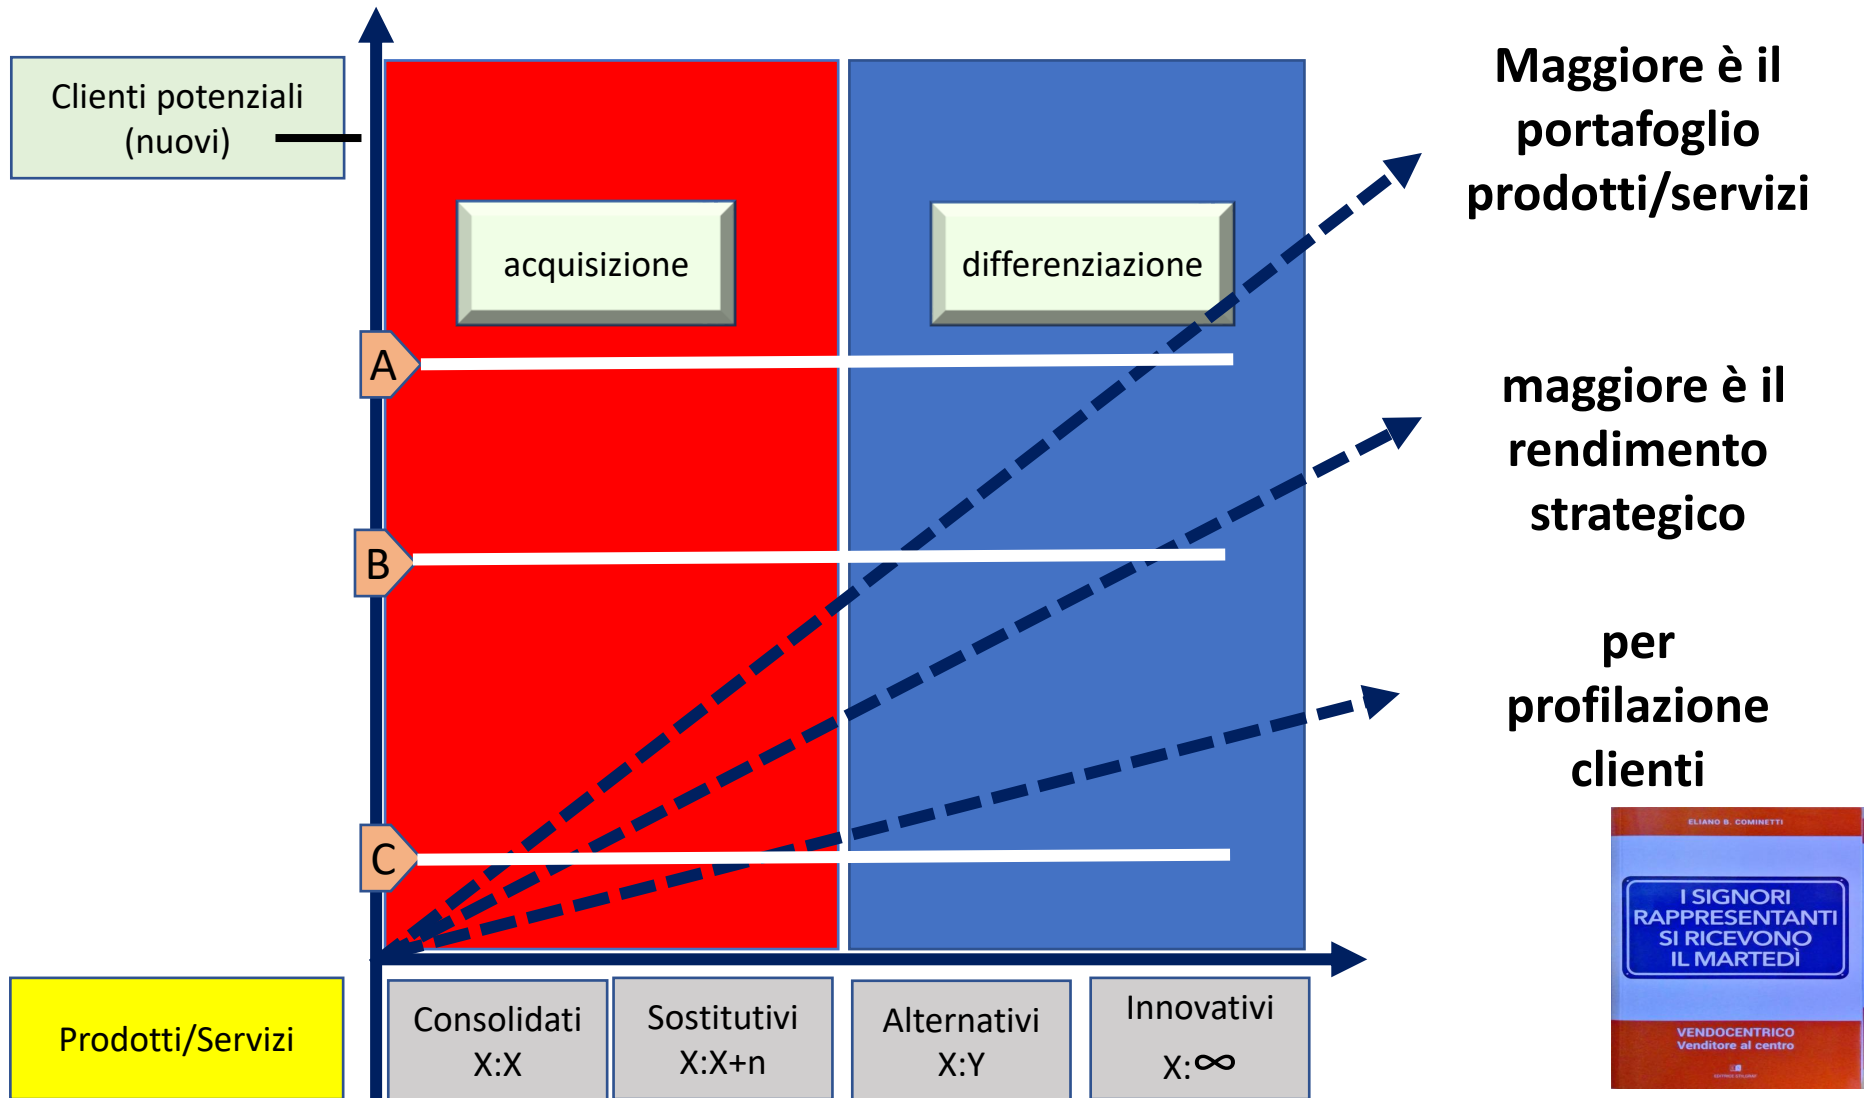 Clienti potenziali
(nuovi)
acquisizione
differenziazione
A
B
C
Maggiore è il
portafoglio
prodotti/servizi
maggiore è il
rendimento
strategico
per
profilazione
clienti
Prodotti/Servizi
Consolidati
X:X
Sostitutivi
X:X+n
Alternativi
X:Y
Innovativi
X:∞
ELIANO B. COMINETTI
I SIGNORI
RAPPRESENTANTI
SI RICEVONO
IL MARTEDÌ
VENDOCENTRICO
Venditore al centro